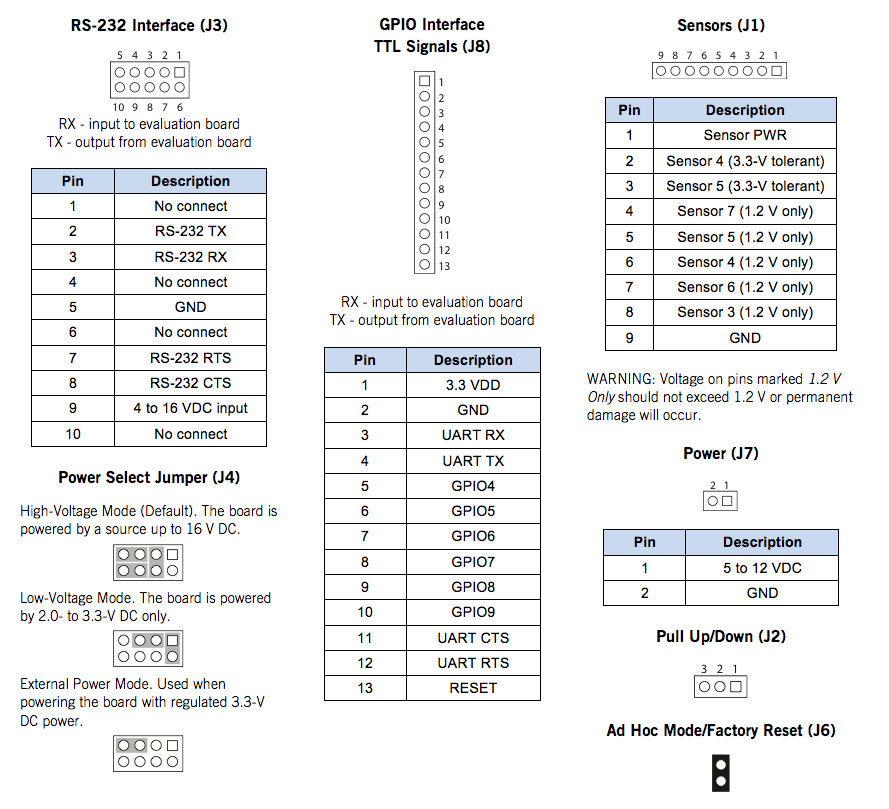 RS-232 Interface (J3)
5 4 3 2 1
10 9 8 7 6
RX - input to evaluation board
TX - output from evaluation board
Pin Description
1 No connect
2 RS-232 TX
3 RS-232 RX
4 No connect
5 GND
6 No connect
7 RS-232 RTS
8 RS-232 CTS
9 4 to 16 VDC input
10 No connect
Power Select Jumper (J4)
High-Voltage Mode (Default). The board is
powered by a source up to 16 V DC.
Low-Voltage Mode. The board is powered
by 2.0- to 3.3-V DC only.
External Power Mode. Used when
powering the board with regulated 3.3-V
DC power.
GPIO Interface
TTL Signals (J8)
1
2
3
4
5
6
7
8
9
10
11
12
13
RX - input to evaluation board
TX - output from evaluation board
Pin Description
1 3.3 VDD
2 GND
3 UART RX
4 UART TX
5 GPIO4
6 GPIO5
7 GPIO6
8 GPIO7
9 GPIO8
10 GPIO9
11 UART CTS
12 UART RTS
13 RESET
Sensors (J1)
9 8 7 6 5 4 3 2 1
Pin Description
1 Sensor PWR
2 Sensor 4 (3.3-V tolerant)
3 Sensor 5 (3.3-V tolerant)
4 Sensor 7 (1.2 V only)
5 Sensor 5 (1.2 V only)
6 Sensor 4 (1.2 V only)
7 Sensor 6 (1.2 V only)
8 Sensor 3 (1.2 V only)
9 GND
WARNING: Voltage on pins marked 1.2 V
Only should not exceed 1.2 V or permanent
damage will occur.
Power (J7)
2 1
Pin Description
1 5 to 12 VDC
2 GND
Pull Up/Down (J2)
3 2 1
Ad Hoc Mode/Factory Reset (J6)